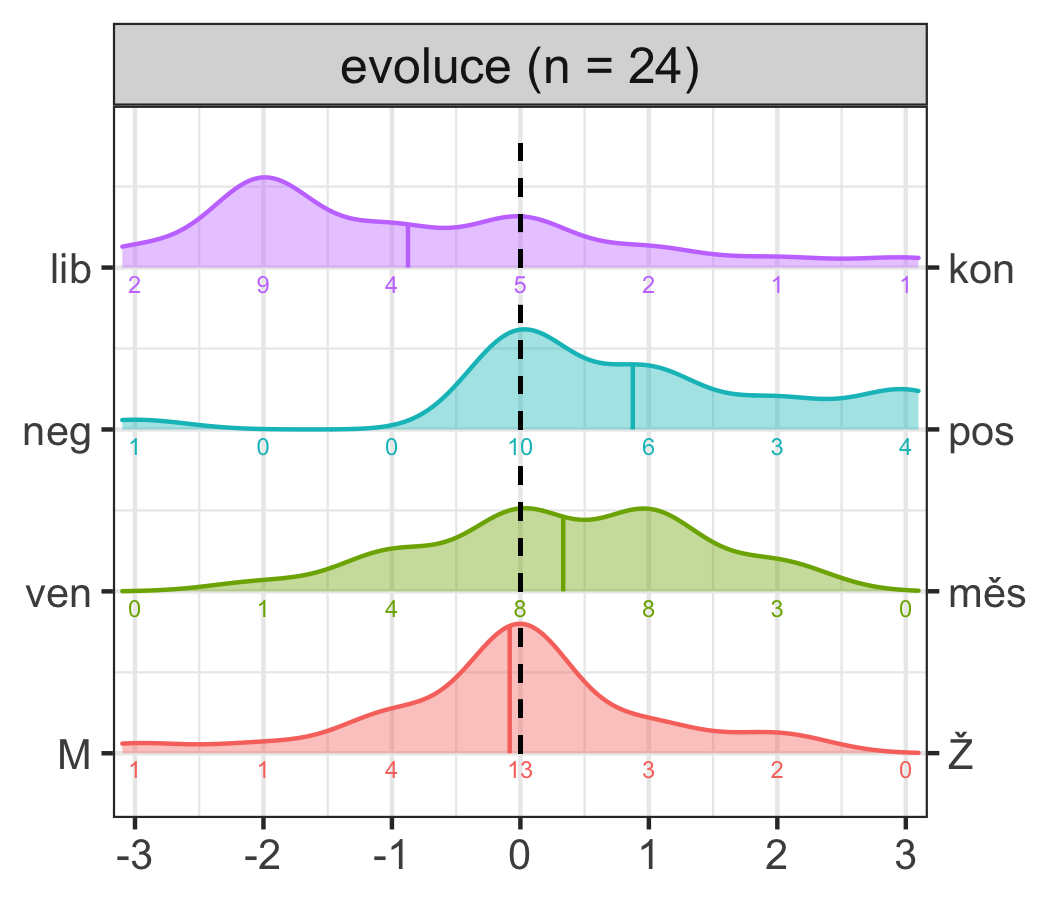 evoluce (n = 24)
lib kon
2 9 4 5 2 1 1
neg pos
1 0 0 10 6 3 4
ven měs
0 1 4 8 8 3 0
M Ž
1 1 4 13 3 2 0
-3 -2 -1 0 1 2 3